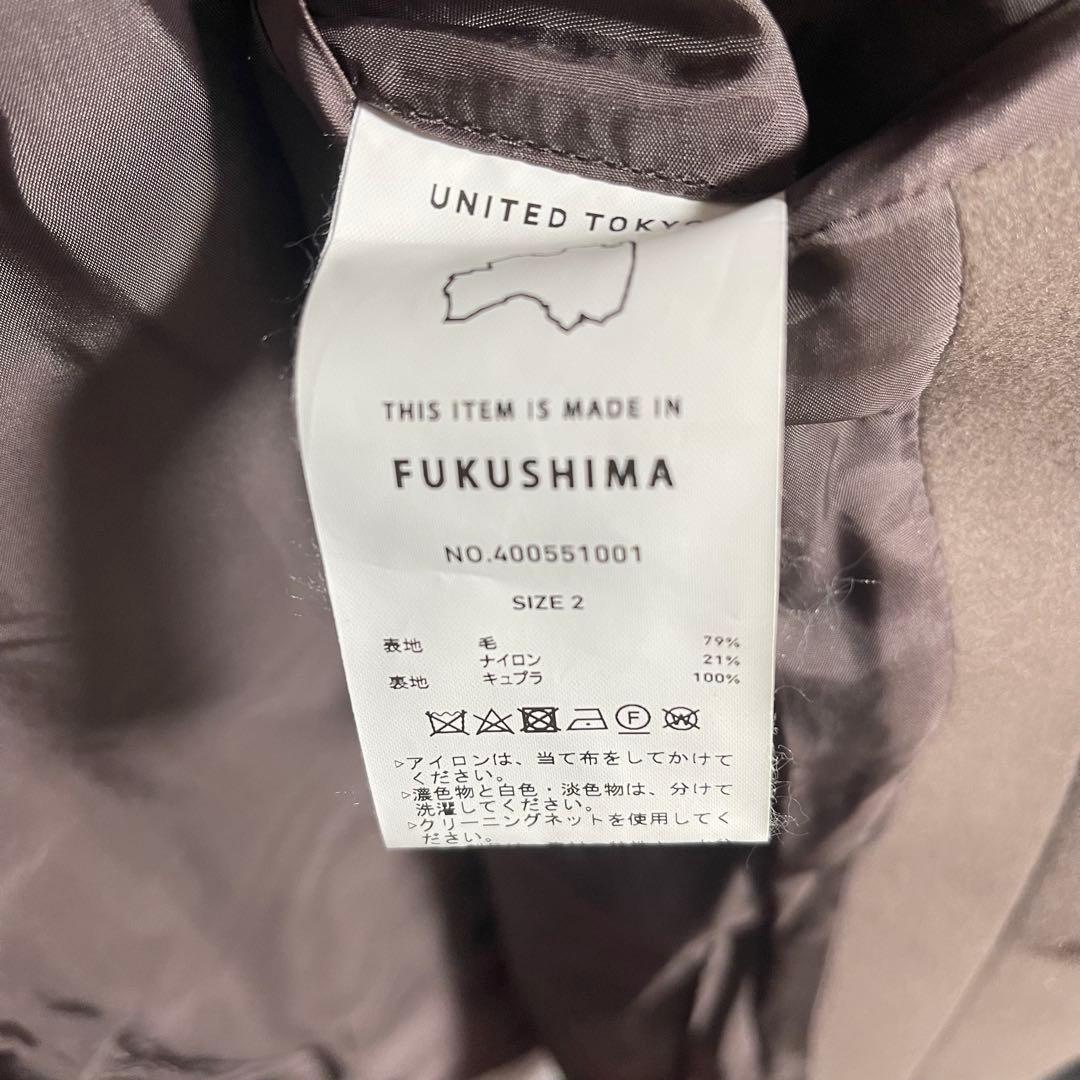 UNITED TOKYO
THIS ITEM IS MADE IN
FUKUSHIMA
NO.400551001
SIZE 2
表地 毛 79%
ナイロン 21%
裏地 キュプラ 100%
F
W
▷アイロンは、当て布をしてかけて
ください。
▷濃色物と白色・淡色物は、分けて
洗濯してください。
▷クリーニングネットを使用してく
ださい。